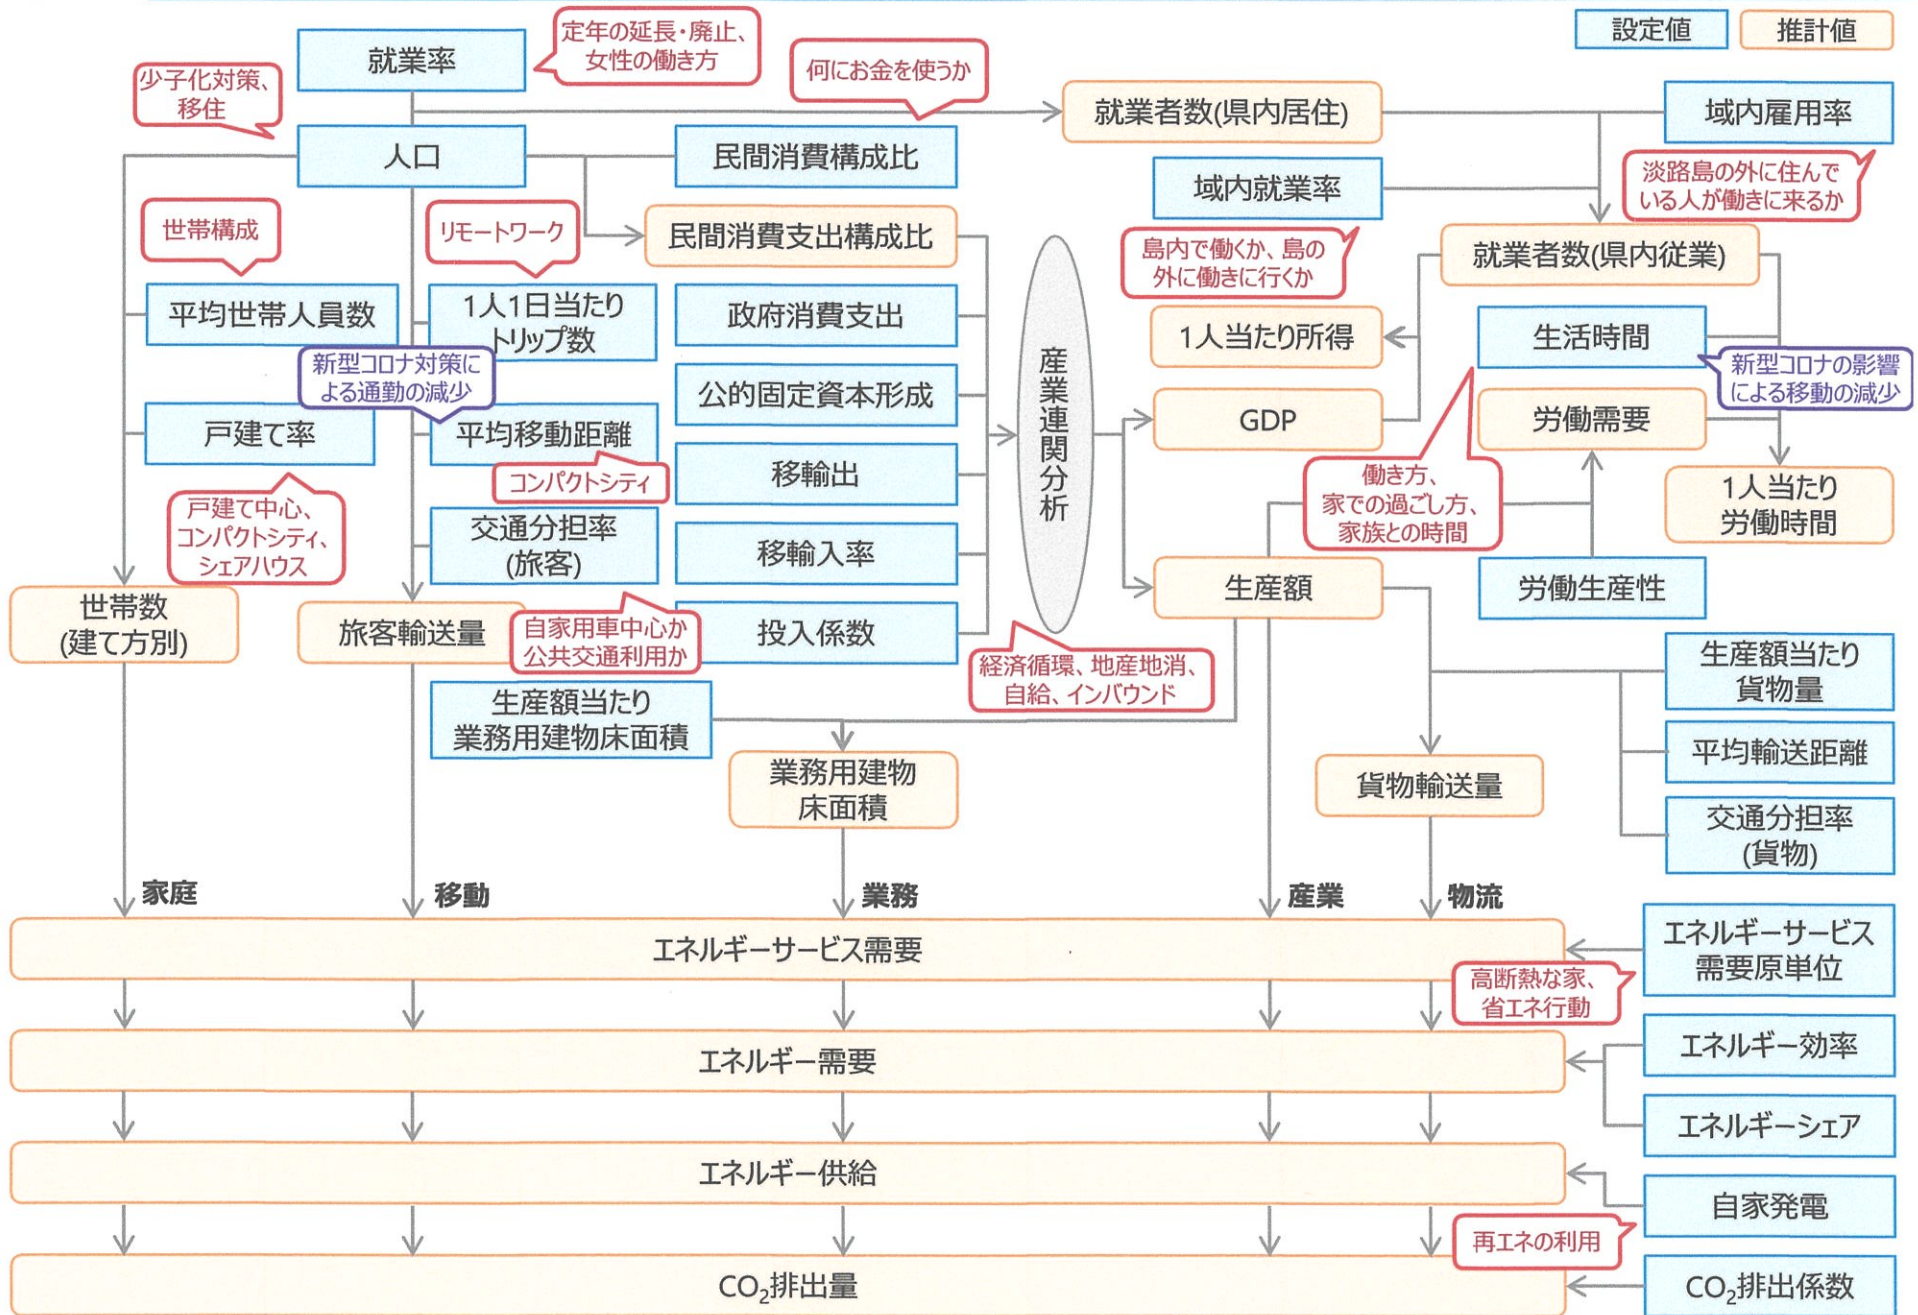 設定値
推計値
就業率
定年の延長・廃止、
女性の働き方
何にお金を使うか
少子化対策、
移住
就業者数(県内居住)
域内雇用率
人口
民間消費構成比
域内就業率
淡路島の外に住んで
いる人が働きに来るか
世帯構成
リモートワーク
民間消費支出構成比
島内で働くか、島の
外に働きに行くか
就業者数(県内従業)
平均世帯人員数
1人1日当たり
トリップ数
政府消費支出
1人当たり所得
生活時間
新型コロナ対策に
よる通勤の減少
新型コロナの影響
による移動の減少
産業連関分析
公的固定資本形成
GDP
労働需要
戸建て率
平均移動距離
コンパクトシティ
移輸出
働き方、
家での過ごし方、
家族との時間
1人当たり
労働時間
戸建て中心、
コンパクトシティ、
シェアハウス
交通分担率
(旅客)
移輸入率
生産額
労働生産性
世帯数
(建て方別)
旅客輸送量
自家用車中心か
公共交通利用か
投入係数
経済循環、地産地消、
自給、インバウンド
生産額当たり
貨物量
生産額当たり
業務用建物床面積
業務用建物
床面積
貨物輸送量
平均輸送距離
交通分担率
(貨物)
家庭
移動
業務
産業
物流
エネルギーサービス需要
エネルギーサービス
需要原単位
高断熱な家、
省エネ行動
エネルギー需要
エネルギー効率
エネルギーシェア
エネルギー供給
自家発電
再エネの利用
CO₂排出量
CO₂排出係数